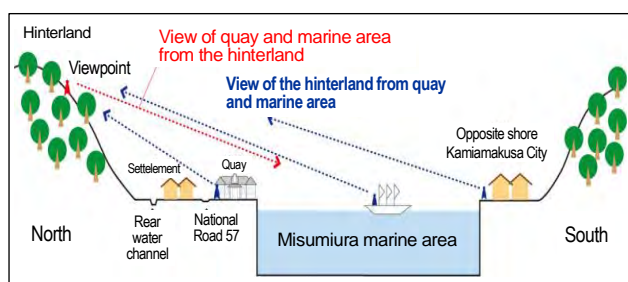 Hinterland
Viewpoint
View of quay and marine area
from the hinterland
View of the hinterland from quay
and marine area
Opposite shore
Kamiamakusa City
Settelement
Quay
North
Rear
water
channel
National
Road 57
Misumiura marine area
South